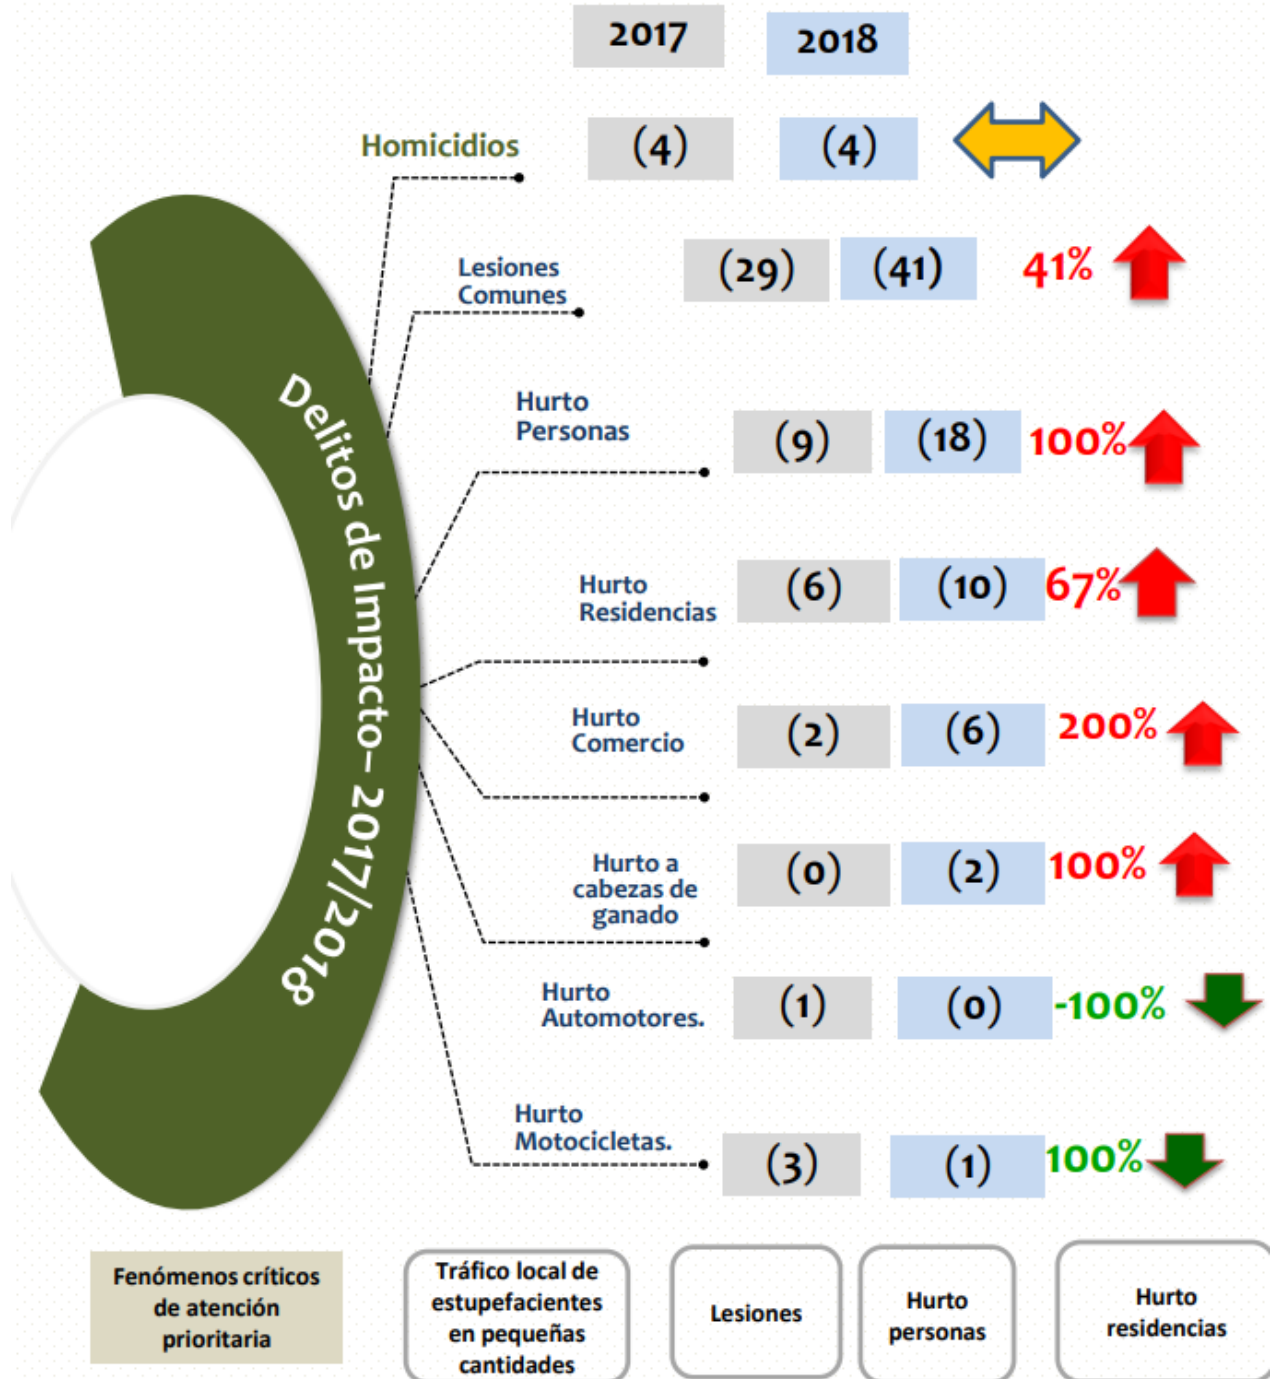 2017
2018
Homicidios
(4)
(4)
Lesiones
Comunes
(29)
(41)
41%
Hurto
Personas
(9)
(18)
100%
Hurto
Residencias
(6)
(10)
67%
Hurto
Comercio
(2)
(6)
200%
Hurto a
cabezas de
ganado
(0)
(2)
100%
Hurto
Automotores.
(1)
(0)
-100%
Hurto
Motocicletas.
(3)
(1)
100%
Delitos de Impacto– 2017/2018
Fenómenos críticos
de atención
prioritaria
Tráfico local de
estupefacientes
en pequeñas
cantidades
Lesiones
Hurto
personas
Hurto
residencias